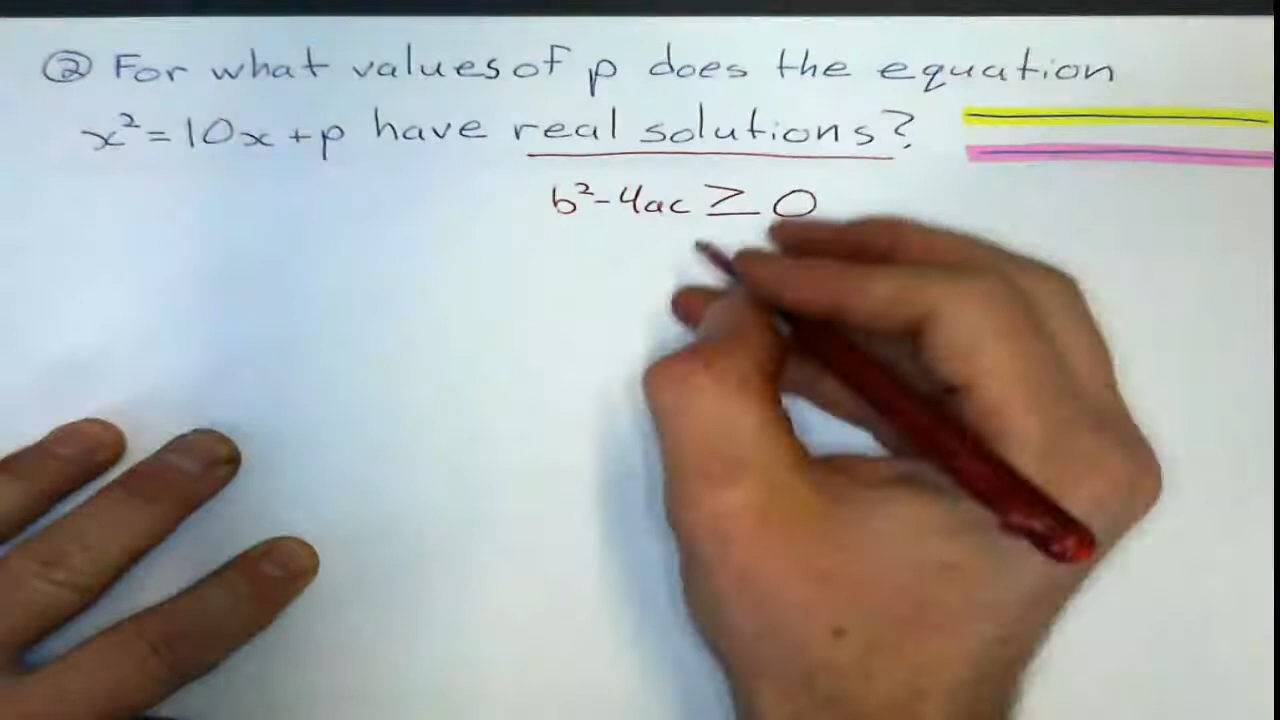 ② For what values of p does the equation
x² = 10x + p have real solutions?
b² - 4ac ≥ 0